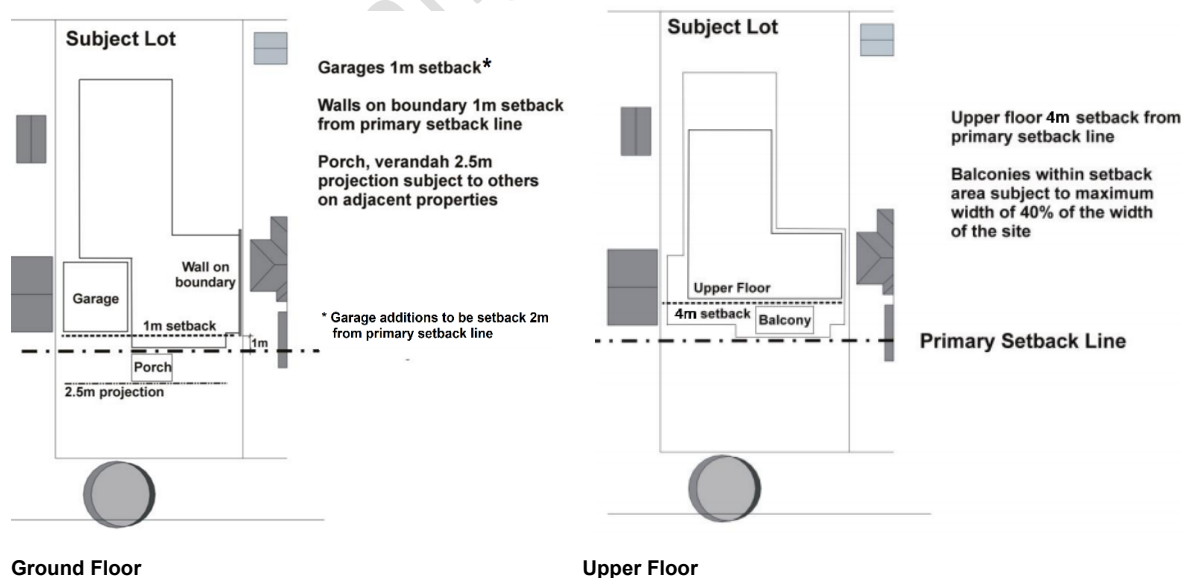 Subject Lot
Garages 1m setback*
Walls on boundary 1m setback
from primary setback line
Porch, verandah 2.5m
projection subject to others
on adjacent properties
Wall on
boundary
Garage
1m setback
1m
* Garage additions to be setback 2m
from primary setback line
Porch
2.5m projection
Ground Floor
Subject Lot
Upper floor 4m setback from
primary setback line
Balconies within setback
area subject to maximum
width of 40% of the width
of the site
Upper Floor
4m setback
Balcony
Primary Setback Line
Upper Floor